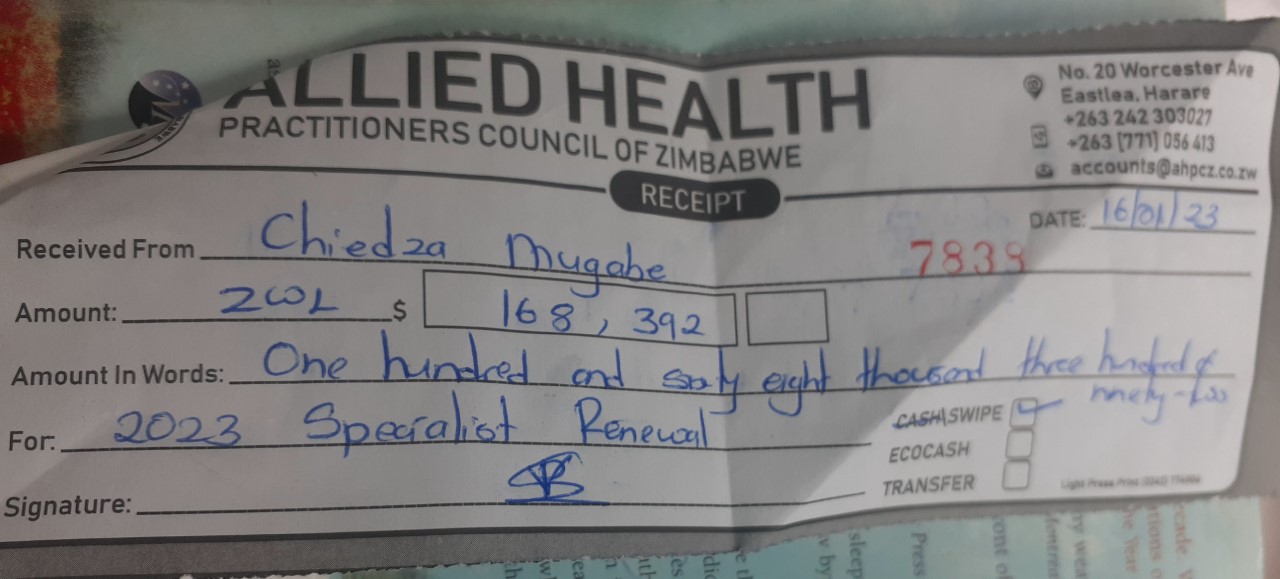 ALLIED HEALTH
PRACTITIONERS COUNCIL OF ZIMBABWE
No. 20 Worcester Ave
Eastlea, Harare
+263 242 303027
+263 [771] 056 413
accounts@ahpcz.co.zw
RECEIPT
DATE: 16/01/23
Received From Chiedza Mugabe
7838
Amount: ZWL $ 168, 392
Amount In Words: One hundred and sixty eight thousand three hundred &
ninety-two
For: 2023 Specialist Renewal
CASH\SWIPE
ECOCASH
TRANSFER
Signature:
Light Press Print